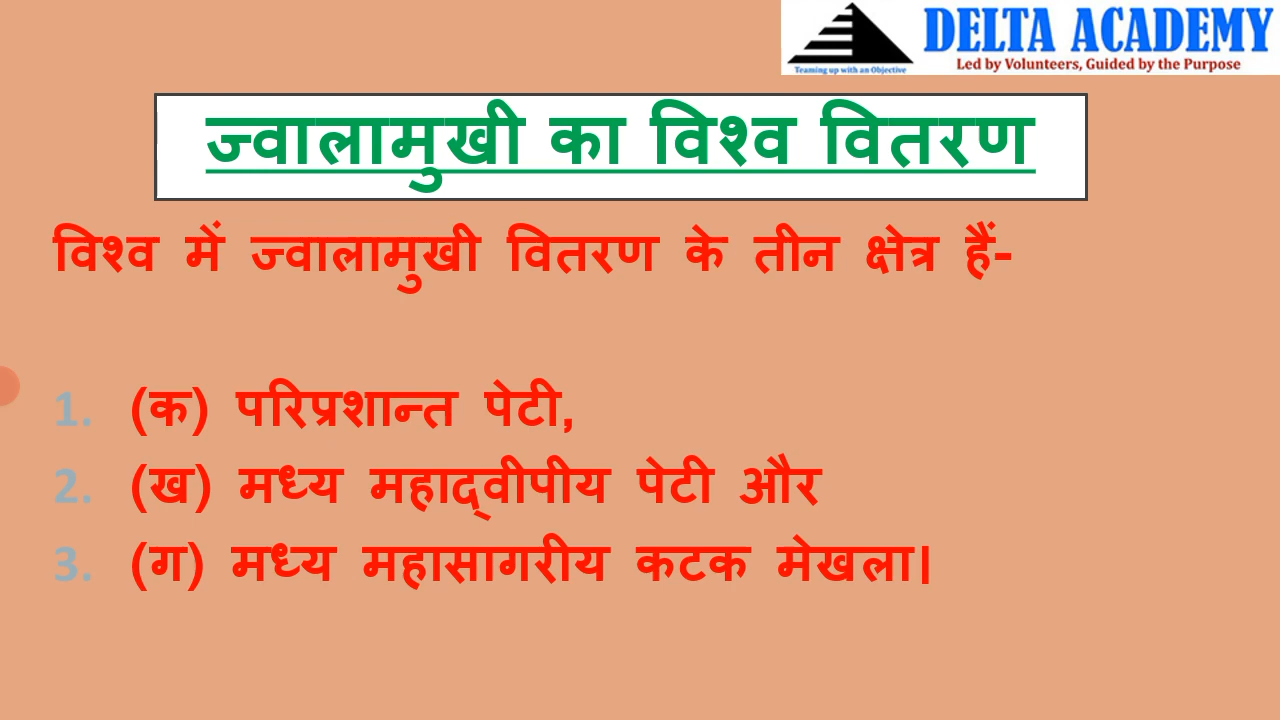 DELTA ACADEMY
Teaming up with an Objective
Led by Volunteers, Guided by the Purpose
ज्वालामुखी का विश्व वितरण
विश्व में ज्वालामुखी वितरण के तीन क्षेत्र हैं-
1. (क) परिप्रशान्त पेटी,
2. (ख) मध्य महाद्वीपीय पेटी और
3. (ग) मध्य महासागरीय कटक मेखला।